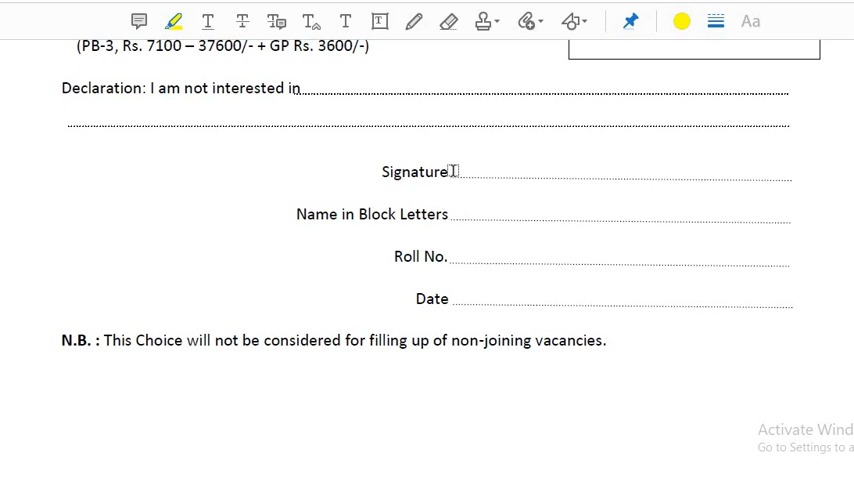 (PB-3, Rs. 7100 – 37600/- + GP Rs. 3600/-)
Declaration: I am not interested in
Signature
Name in Block Letters
Roll No.
Date
N.B. : This Choice will not be considered for filling up of non-joining vacancies.
Activate Wind
Go to Settings to a